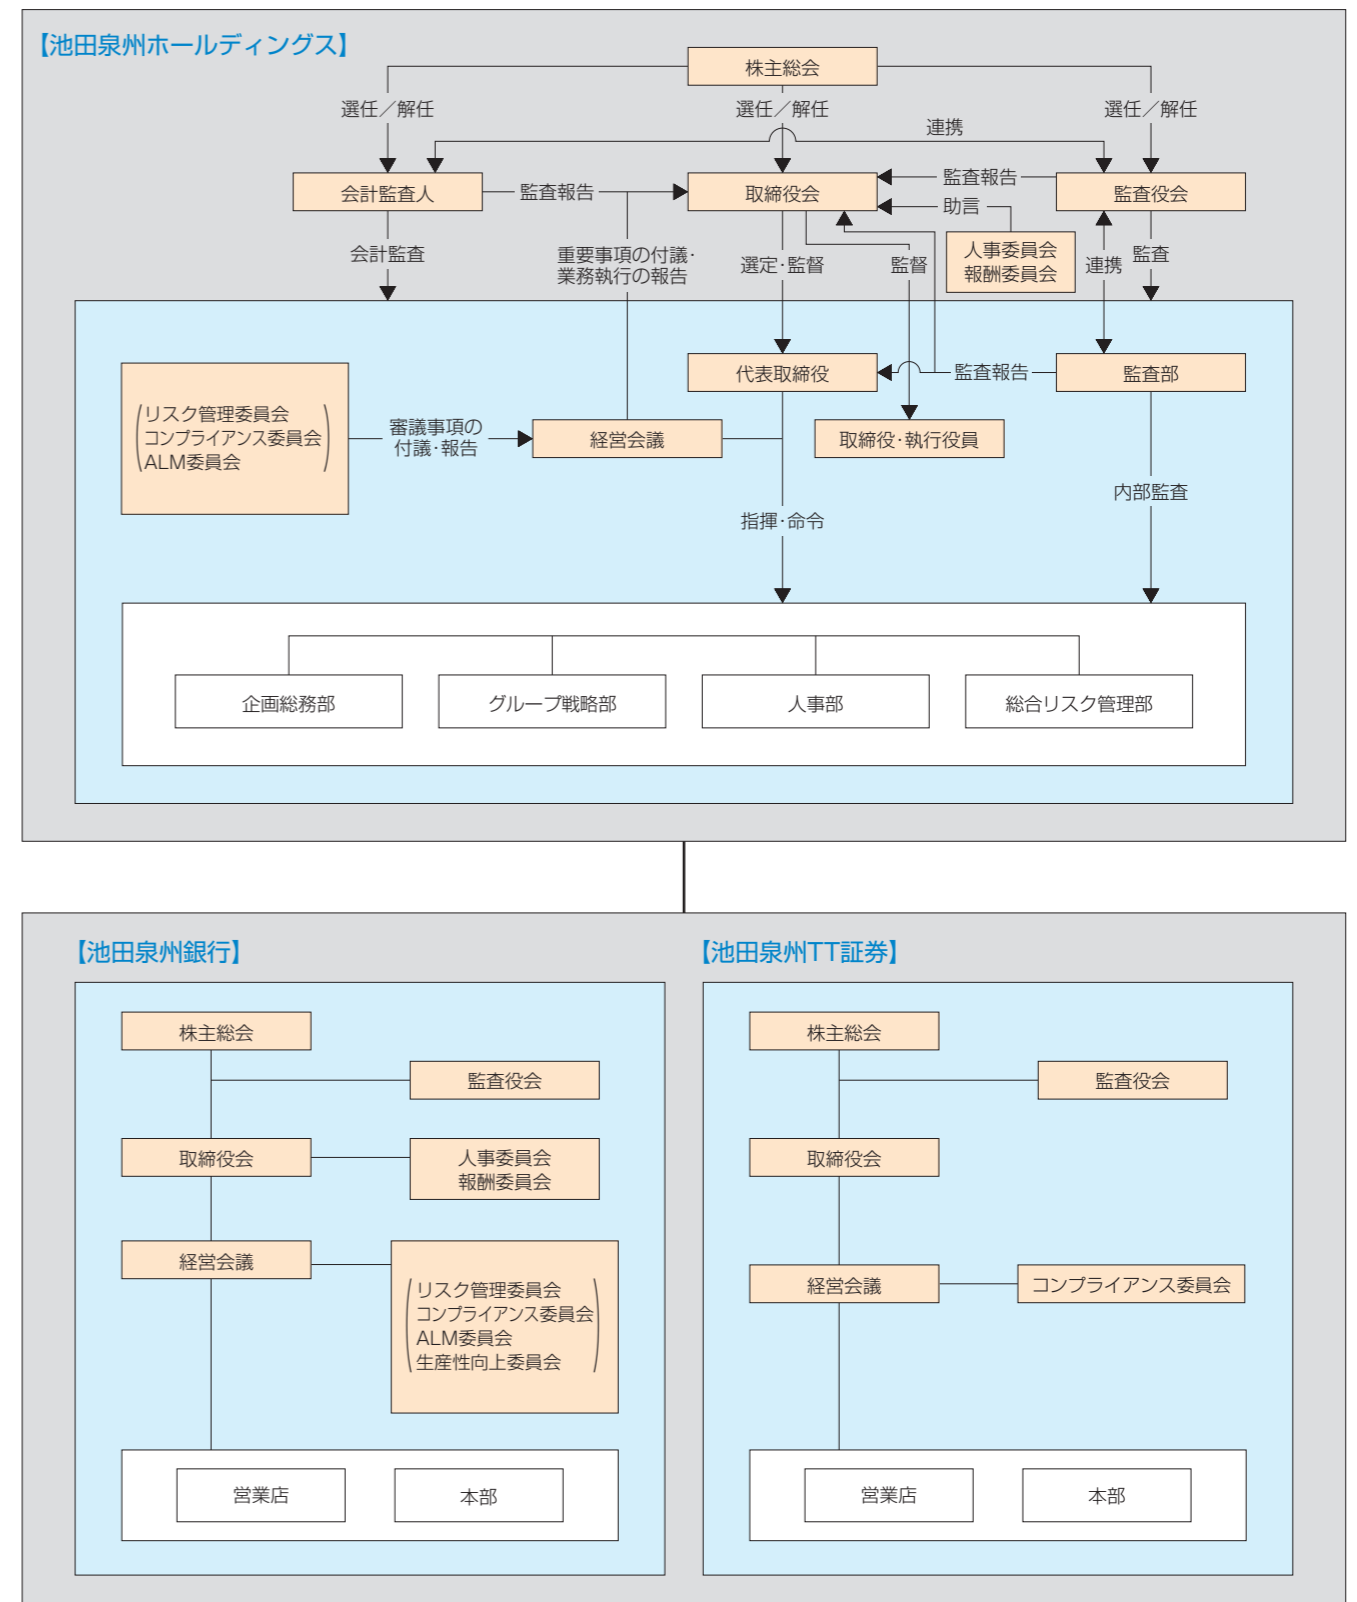 【池田泉州ホールディングス】
株主総会
選任／解任
選任／解任
選任／解任
連携
会計監査人
監査報告
取締役会
監査報告
助言
監査役会
人事委員会
報酬委員会
会計監査
重要事項の付議・
業務執行の報告
選定・監督
監督
連携
監査
代表取締役
監査報告
監査部
リスク管理委員会
コンプライアンス委員会
ALM委員会
審議事項の
付議・報告
経営会議
取締役・執行役員
内部監査
指揮・命令
企画総務部
グループ戦略部
人事部
総合リスク管理部
【池田泉州銀行】
株主総会
監査役会
取締役会
人事委員会
報酬委員会
経営会議
リスク管理委員会
コンプライアンス委員会
ALM委員会
生産性向上委員会
営業店
本部
【池田泉州TT証券】
株主総会
監査役会
取締役会
経営会議
コンプライアンス委員会
営業店
本部